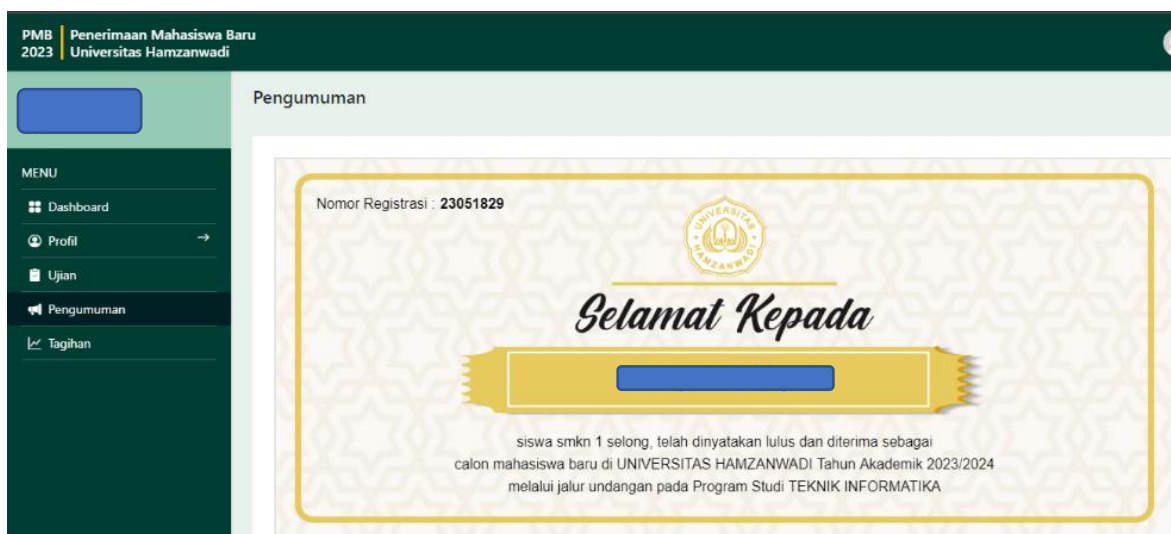 PMB Penerimaan Mahasiswa Baru
2023 Universitas Hamzanwadi
Pengumuman
MENU
Dashboard
Profil
Ujian
Pengumuman
Tagihan
Nomor Registrasi : 23051829
UNIVERSITAS
HAMZANWADI
Selamat Kepada
siswa smkn 1 selong, telah dinyatakan lulus dan diterima sebagai
calon mahasiswa baru di UNIVERSITAS HAMZANWADI Tahun Akademik 2023/2024
melalui jalur undangan pada Program Studi TEKNIK INFORMATIKA